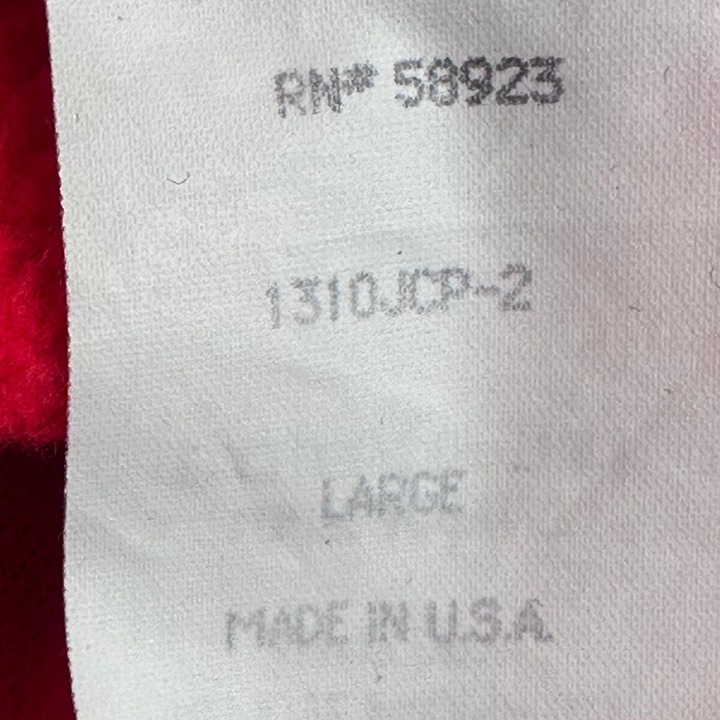 RN# 58923
1310JCP-2
LARGE
MADE IN U.S.A.